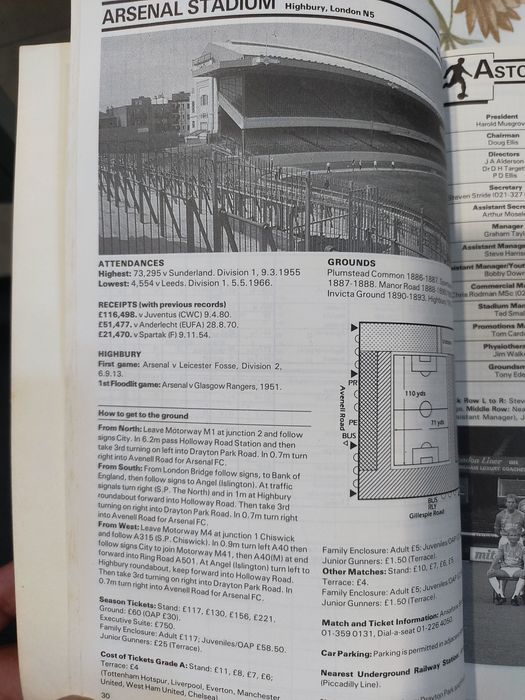 ARSENAL STADIUM Highbury, London N5
ATTENDANCES
Highest: 73,295 v Sunderland. Division 1, 9.3.1955
Lowest: 4,554 v Leeds. Division 1. 5.5.1966.
RECEIPTS (with previous records)
£116,498. v Juventus (CWC) 9.4.80.
£51,477. v Anderlecht (EUFA) 28.8.70.
£21,470. v Spartak (F) 9.11.54.
HIGHBURY
First game: Arsenal v Leicester Fosse, Division 2,
6.9.13.
1st Floodlit game: Arsenal v Glasgow Rangers, 1951.
How to get to the ground
From North: Leave Motorway M1 at junction 2 and follow
signs City. In 6.2m pass Holloway Road Station and then
take 3rd turning on left into Drayton Park Road. In 0.7m turn
right into Avenell Road for Arsenal FC.
From South: From London Bridge follow signs, to Bank of
England, then follow signs to Angel (Islington). At traffic
signals turn right (S.P. The North) and in 1m at Highbury
roundabout forward into Holloway Road. Then take 3rd
turning on right into Drayton Park Road. In 0.7m turn right
into Avenell Road for Arsenal FC.
From West: Leave Motorway M4 at junction 1 Chiswick
and follow A315 (S.P. Chiswick). In 0.9m turn left A40 then
follow signs City to join Motorway M41, then A40(M) at end
forward into Ring Road A501. At Angel (Islington) turn left to
Highbury roundabout, keep forward into Holloway Road.
Then take 3rd turning on right into Drayton Park Road. In
0.7m turn right into Avenell Road for Arsenal FC.
Season Tickets: Stand: £117, £130, £156, £221,
Ground: £60 (OAP £30).
Executive Suite: £750.
Family Enclosure: Adult £117; Juveniles/OAP £58.50.
Junior Gunners: £25 (Terrace).
Cost of Tickets Grade A: Stand: £11, £8, £7, £6;
Terrace: £4
(Tottenham Hotspur, Liverpool, Everton, Manchester
United, West Ham United, Chelsea)
30
GROUNDS
Plumstead Common 1886-1887.
1887-1888. Manor Road 1888-
Invicta Ground 1890-1893.
Avenell Road
PR
PE
BUS
110 yds
71 yds
BUS
RLY
Gillespie Road
Family Enclosure: Adult £5; Juveniles
Junior Gunners: £1.50 (Terrace).
Other Matches: Stand: £10, £7, £6, £5,
Terrace: £4.
Family Enclosure: Adult £5; Juveniles/OAP
Junior Gunners: £1.50 (Terrace).
Match and Ticket Information:
01-359 0131, Dial-a-seat 01-226
Car Parking: Parking is permitted in
Nearest Underground Railway Station:
(Piccadilly Line).
President
Chairman
Doug Ellis
Directors
J A Alderson
P D Ellis
Secretary
Steven Stride (021-327
Manager
Steve
Bobby
Row L to R:
Middle Row: